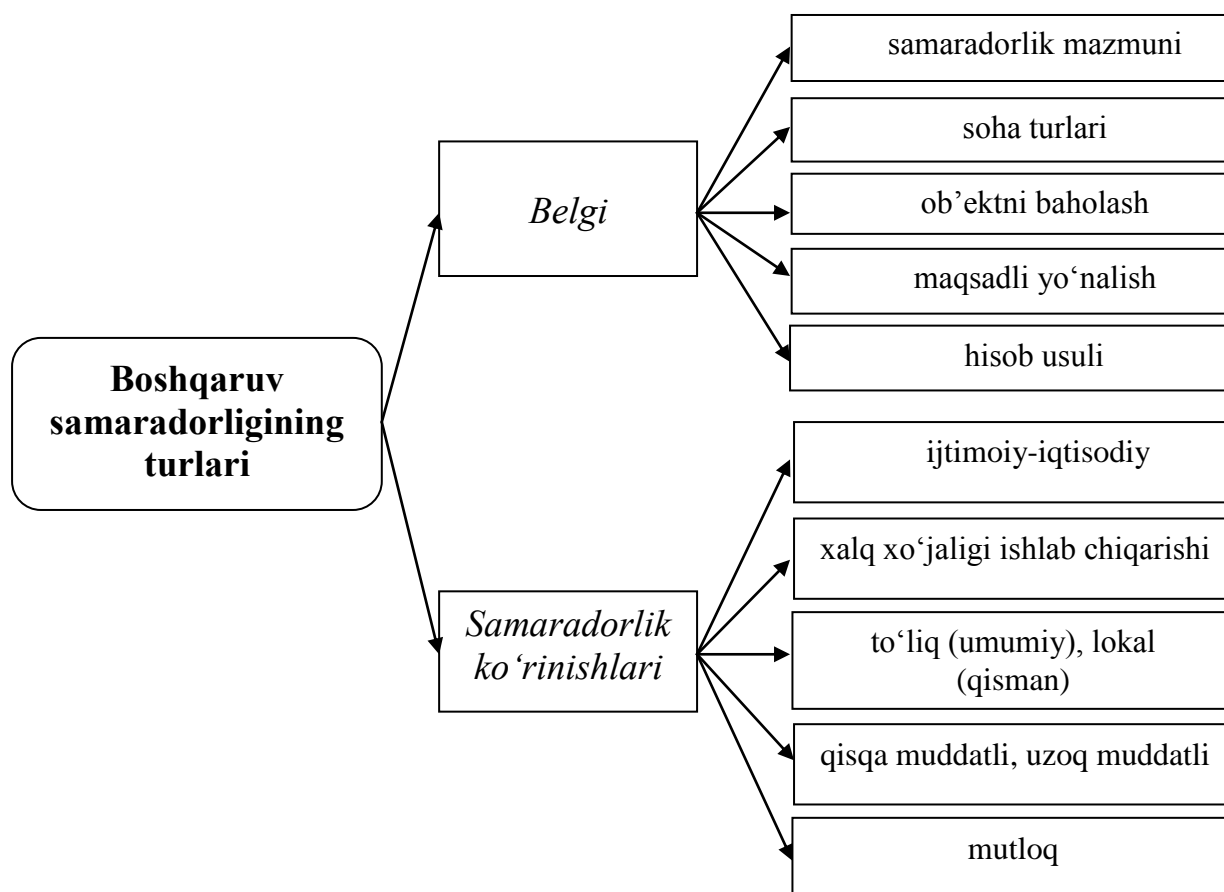 Boshqaruv
samaradorligining
turlari
Belgi
samaradorlik mazmuni
soha turlari
ob’ektni baholash
maqsadli yo‘nalish
hisob usuli
Samaradorlik
ko‘rinishlari
ijtimoiy-iqtisodiy
xalq xo‘jaligi ishlab chiqarishi
to‘liq (umumiy), lokal
(qisman)
qisqa muddatli, uzoq muddatli
mutloq